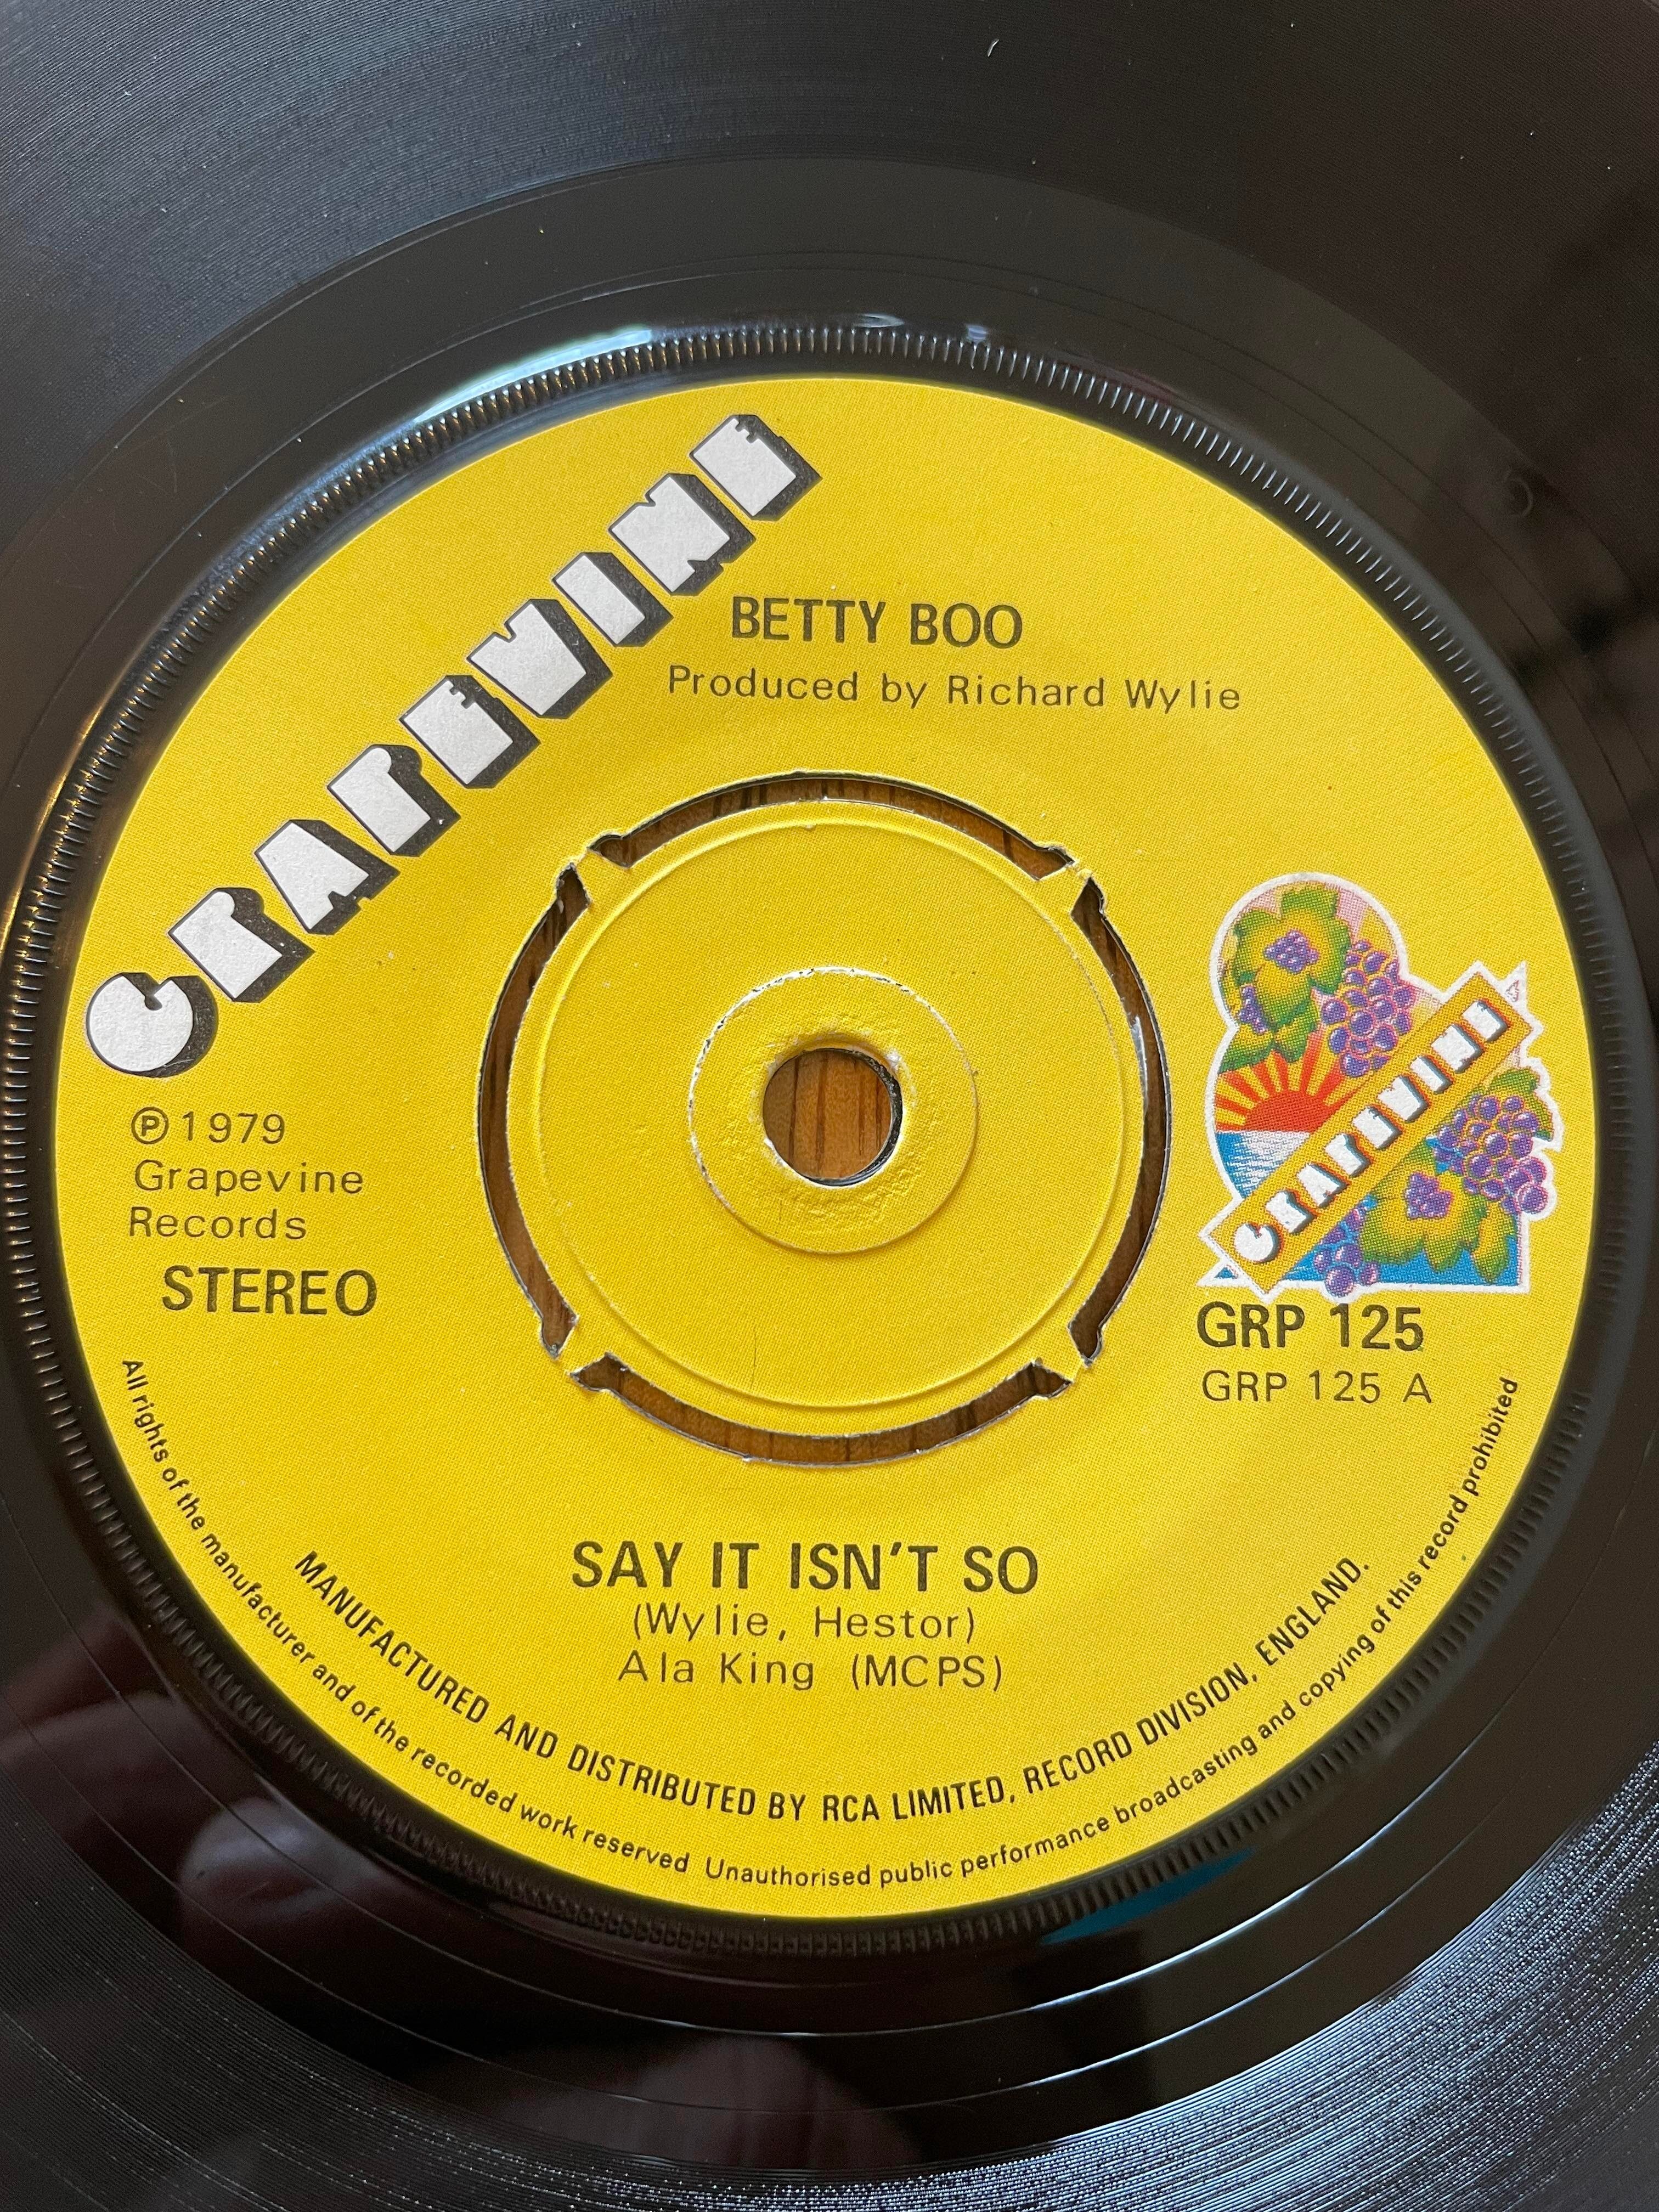 GRAPEVINE
BETTY BOO
Produced by Richard Wylie
GRAPEVINE
℗ 1979
Grapevine
Records
STEREO
GRP 125
GRP 125 A
SAY IT ISN'T SO
(Wylie, Hestor)
Ala King (MCPS)
MANUFACTURED AND DISTRIBUTED BY RCA LIMITED, RECORD DIVISION, ENGLAND.
All rights of the manufacturer and of the recorded work reserved Unauthorised public performance broadcasting and copying of this record prohibited